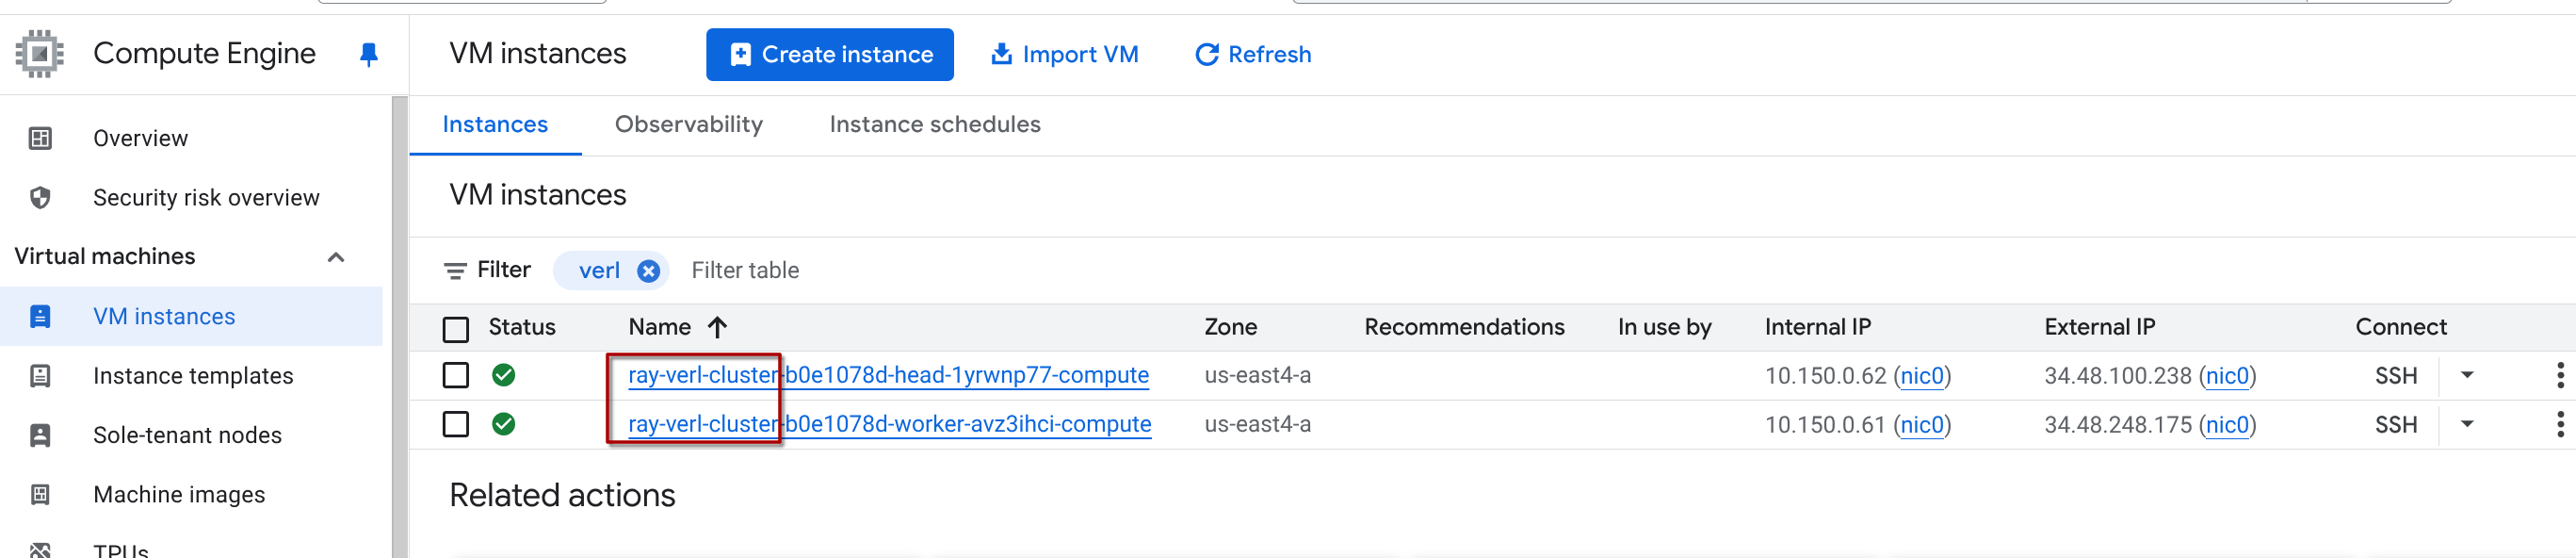 Compute Engine
VM instances
Create instance
Import VM
Refresh
Overview
Security risk overview
Virtual machines
VM instances
Instance templates
Sole-tenant nodes
Machine images
TPUs
Instances
Observability
Instance schedules
VM instances
Filter
verl
Filter table
Status Name Zone Recommendations In use by Internal IP External IP Connect
ray-verl-cluster-b0e1078d-head-1yrwnp77-compute us-east4-a 10.150.0.62 (nic0) 34.48.100.238 (nic0) SSH
ray-verl-cluster-b0e1078d-worker-avz3ihci-compute us-east4-a 10.150.0.61 (nic0) 34.48.248.175 (nic0) SSH
Related actions